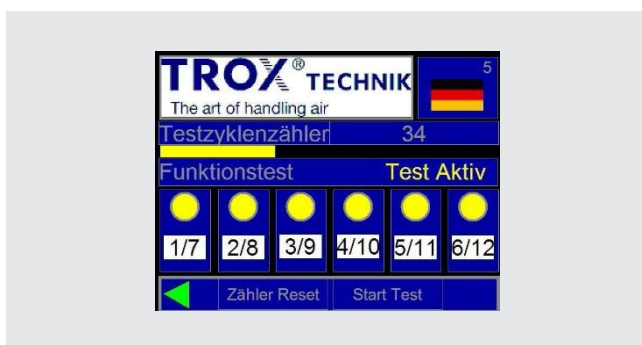 TROX® TECHNIK
The art of handling air
5
Testzyklenzähler 34
Funktionstest Test Aktiv
1/7 2/8 3/9 4/10 5/11 6/12
Zähler Reset Start Test